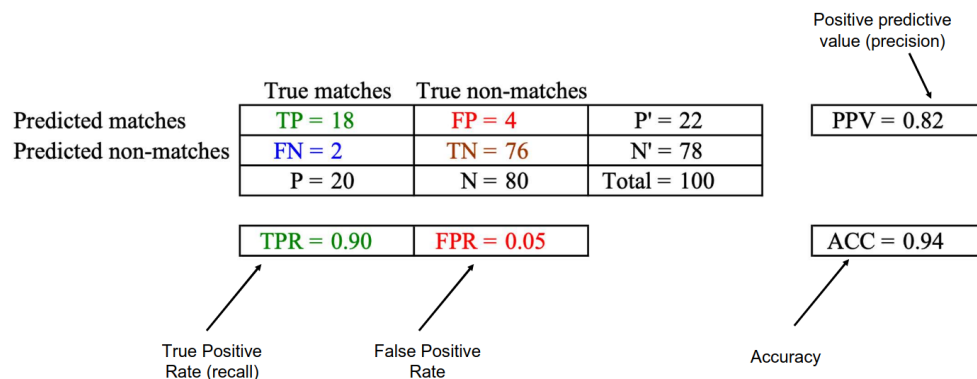 Positive predictive
value (precision)
True matches True non-matches
Predicted matches TP = 18 FP = 4 P' = 22 PPV = 0.82
Predicted non-matches FN = 2 TN = 76 N' = 78
P = 20 N = 80 Total = 100
TPR = 0.90 FPR = 0.05 ACC = 0.94
True Positive
Rate (recall)
False Positive
Rate
Accuracy